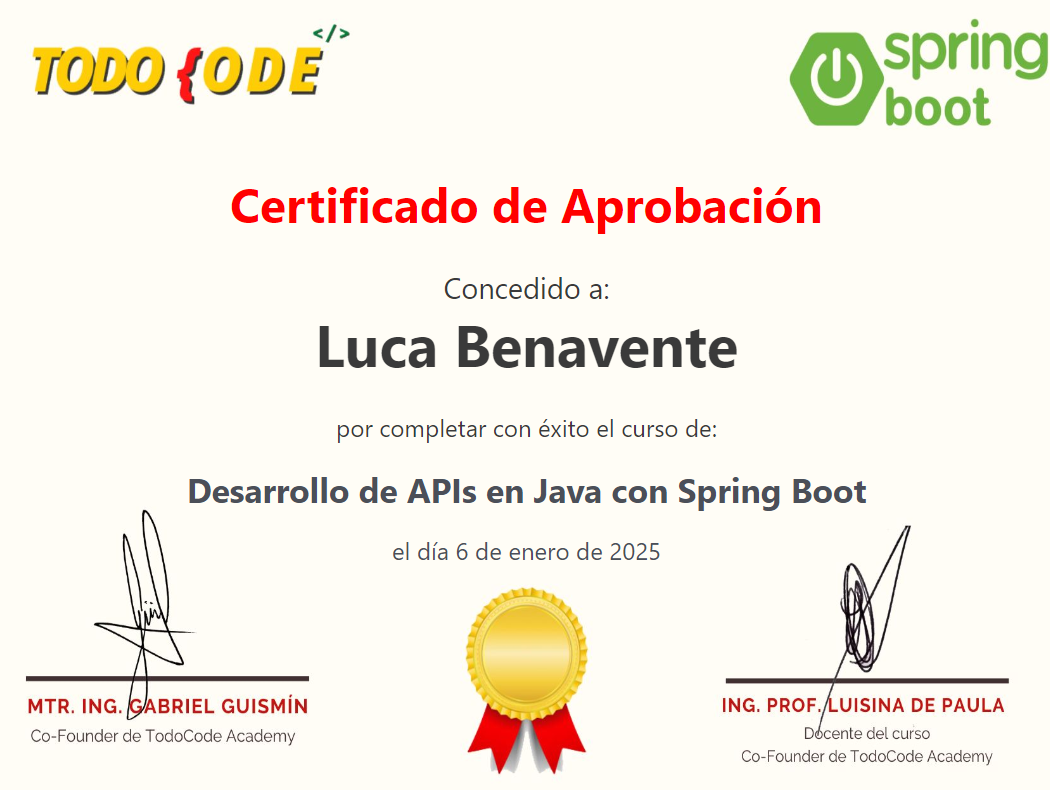 TODO {ODE </>
spring
boot
Certificado de Aprobación
Concedido a:
Luca Benavente
por completar con éxito el curso de:
Desarrollo de APIs en Java con Spring Boot
el día 6 de enero de 2025
MTR. ING. GABRIEL GUISMÍN
Co-Founder de TodoCode Academy
ING. PROF. LUISINA DE PAULA
Docente del curso
Co-Founder de TodoCode Academy